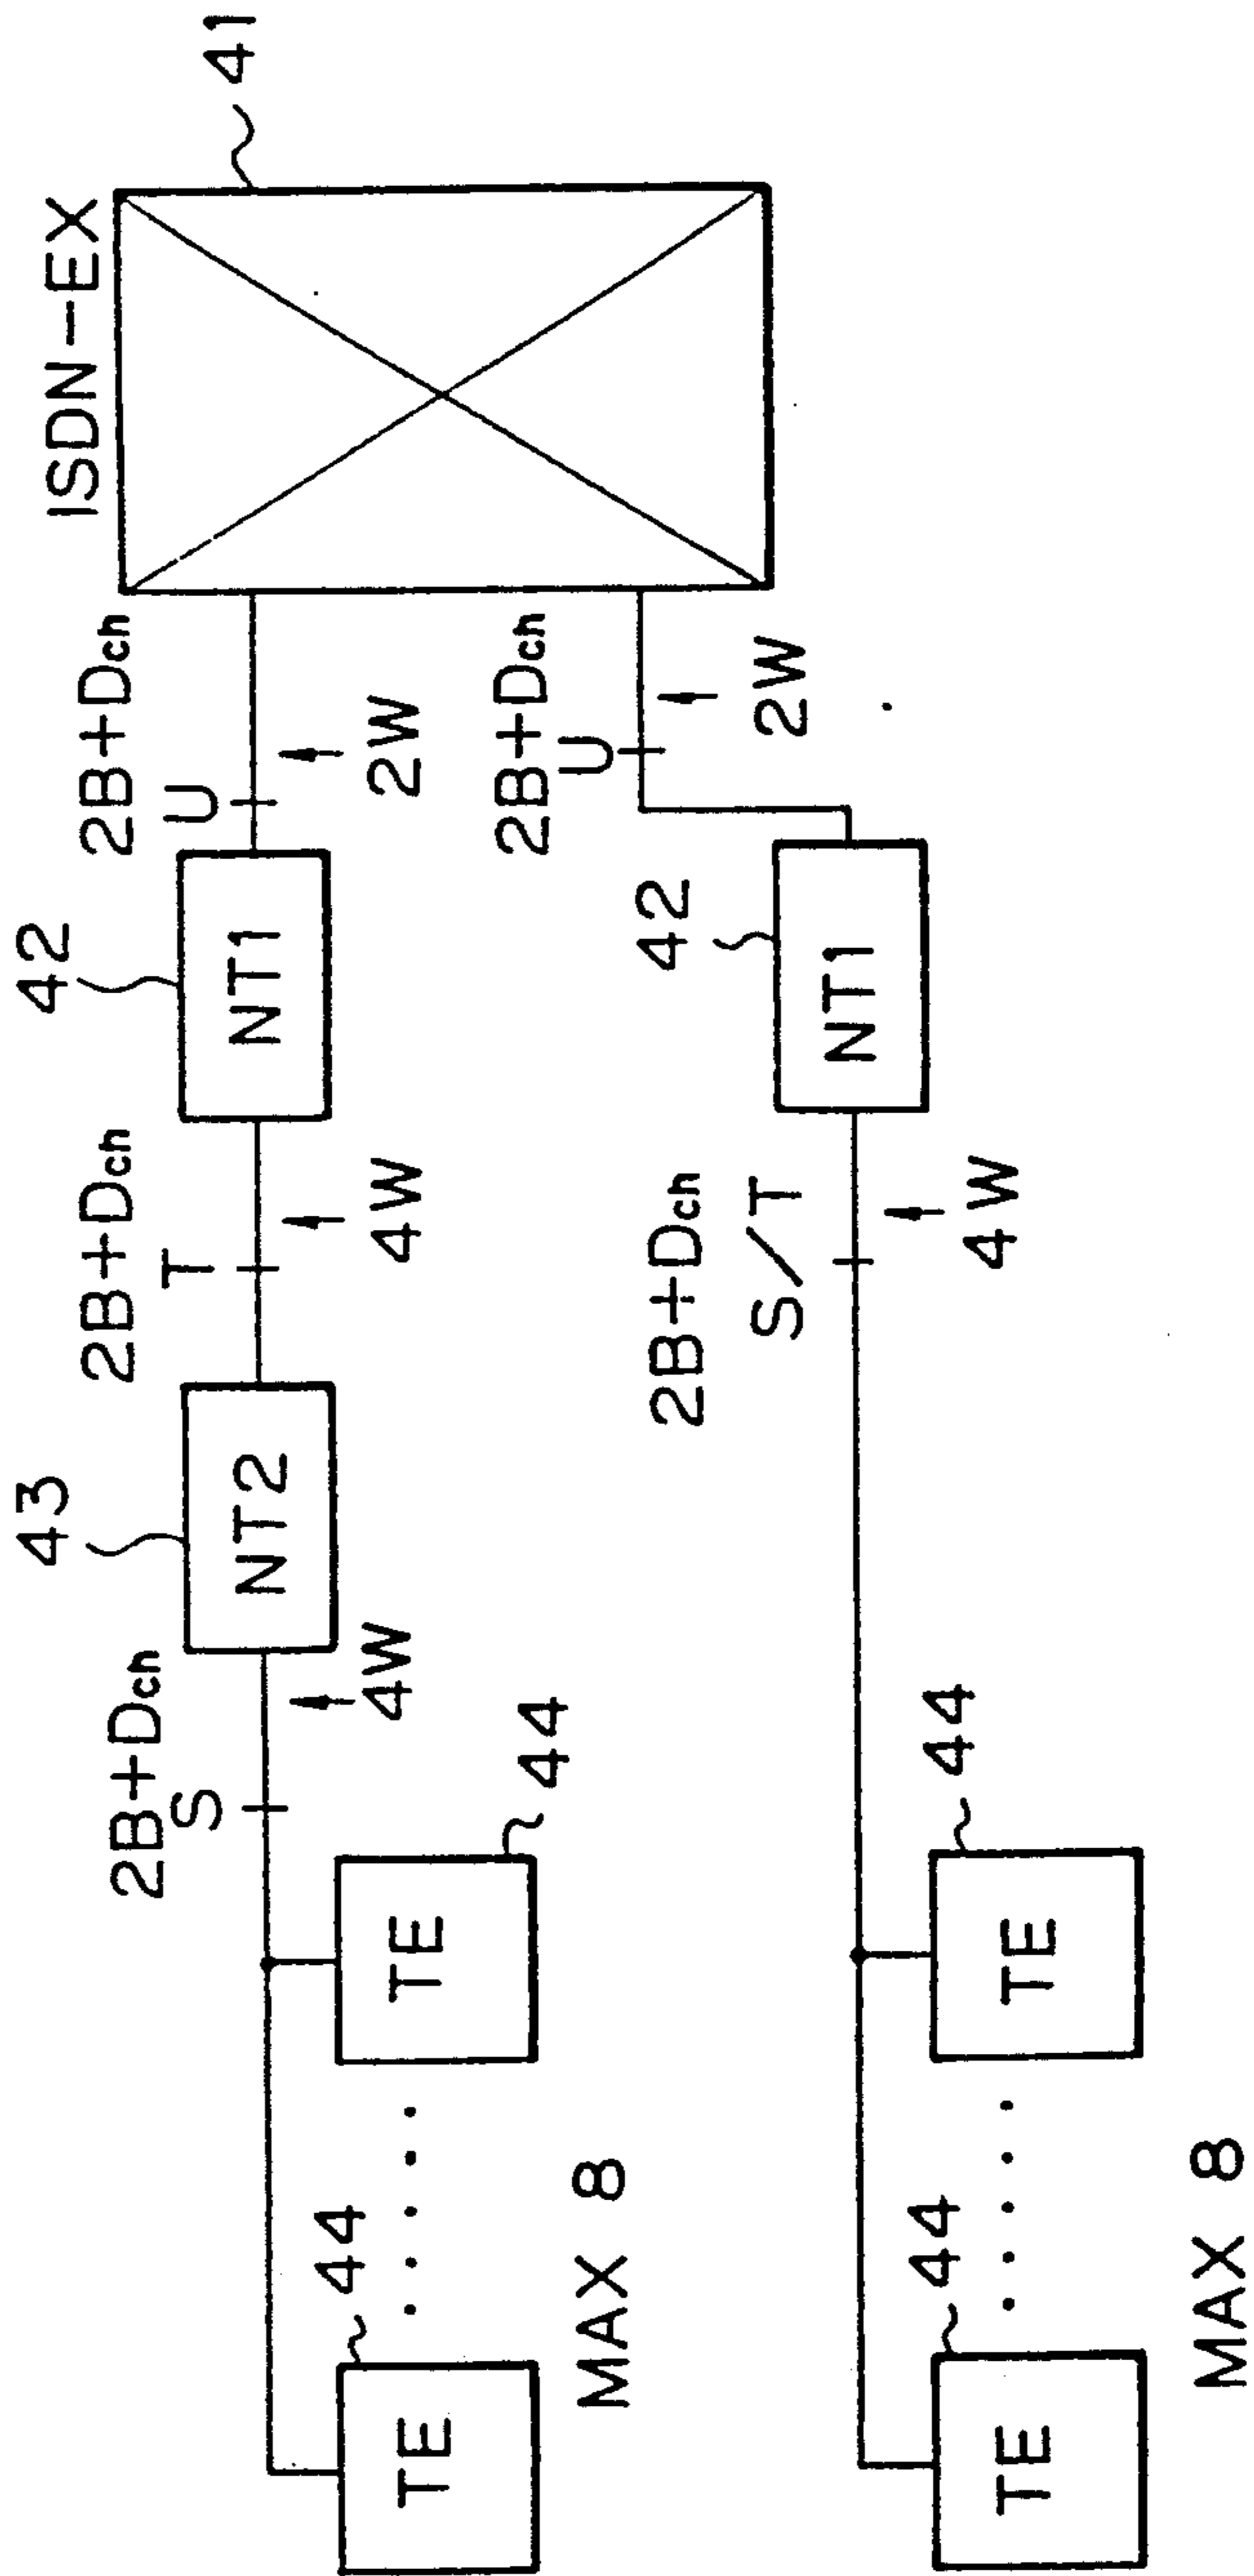 ISDN-EX
41
2B+Dch
U
2W
42
NT1
2B+Dch
T
4W
43
NT2
2B+Dch
S
4W
44
TE
44
TE
MAX 8
2B+Dch
U
2W
42
NT1
2B+Dch
S/T
4W
44
TE
44
TE
MAX 8